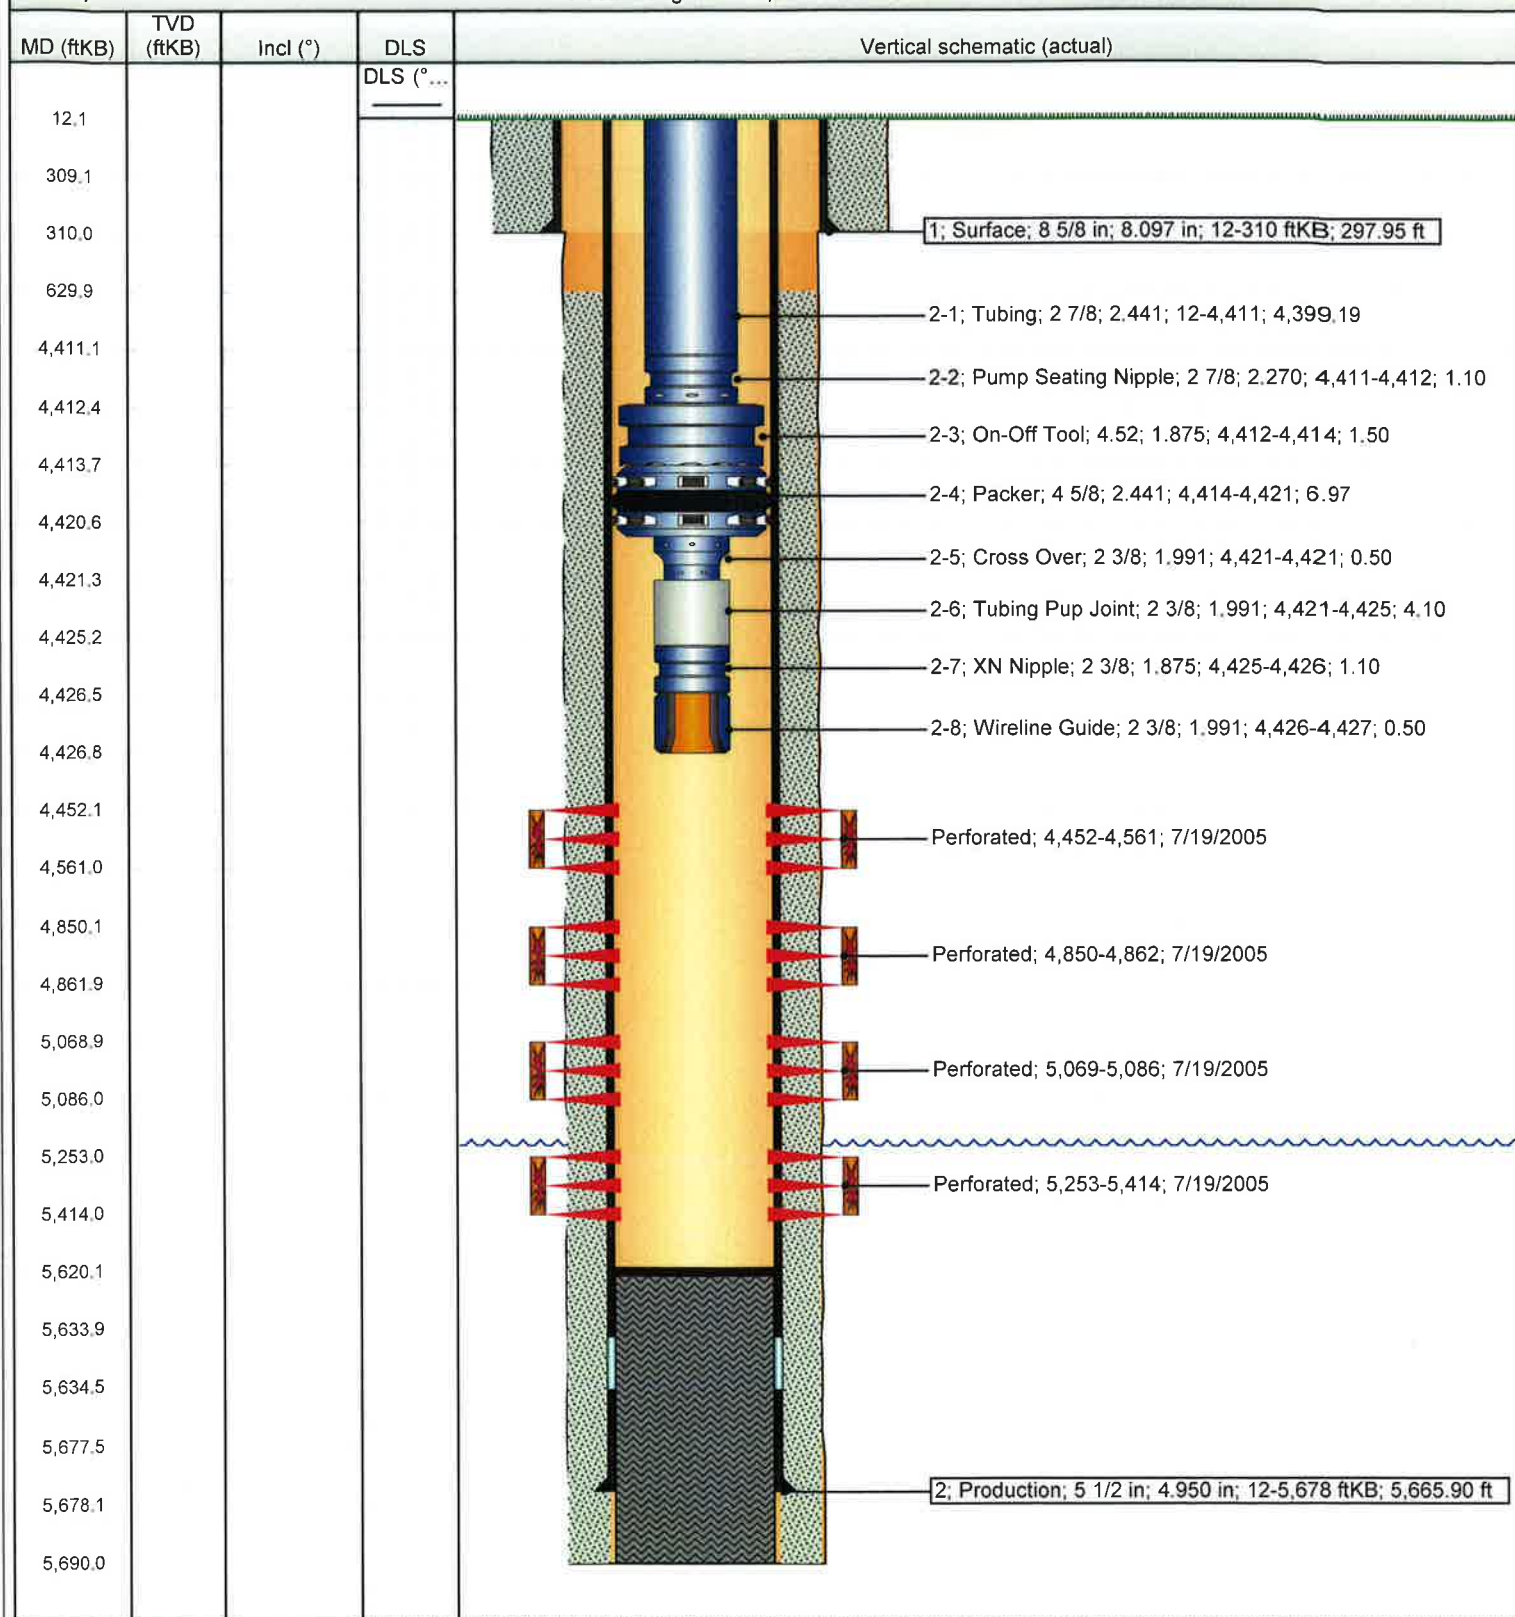 MD (ftKB)
TVD
(ftKB)
Incl (°)
DLS
Vertical schematic (actual)
DLS (°...
12.1
309.1
310.0
1; Surface; 8 5/8 in; 8.097 in; 12-310 ftKB; 297.95 ft
629.9
2-1; Tubing; 2 7/8; 2.441; 12-4,411; 4,399.19
4,411.1
2-2; Pump Seating Nipple; 2 7/8; 2.270; 4,411-4,412; 1.10
4,412.4
2-3; On-Off Tool; 4.52; 1.875; 4,412-4,414; 1.50
4,413.7
2-4; Packer; 4 5/8; 2.441; 4,414-4,421; 6.97
4,420.6
2-5; Cross Over; 2 3/8; 1.991; 4,421-4,421; 0.50
4,421.3
2-6; Tubing Pup Joint; 2 3/8; 1.991; 4,421-4,425; 4.10
4,425.2
2-7; XN Nipple; 2 3/8; 1.875; 4,425-4,426; 1.10
4,426.5
2-8; Wireline Guide; 2 3/8; 1.991; 4,426-4,427; 0.50
4,426.8
4,452.1
Perforated; 4,452-4,561; 7/19/2005
4,561.0
4,850.1
Perforated; 4,850-4,862; 7/19/2005
4,861.9
5,068.9
Perforated; 5,069-5,086; 7/19/2005
5,086.0
5,253.0
Perforated; 5,253-5,414; 7/19/2005
5,414.0
5,620.1
5,633.9
5,634.5
5,677.5
2; Production; 5 1/2 in; 4.950 in; 12-5,678 ftKB; 5,665.90 ft
5,678.1
5,690.0